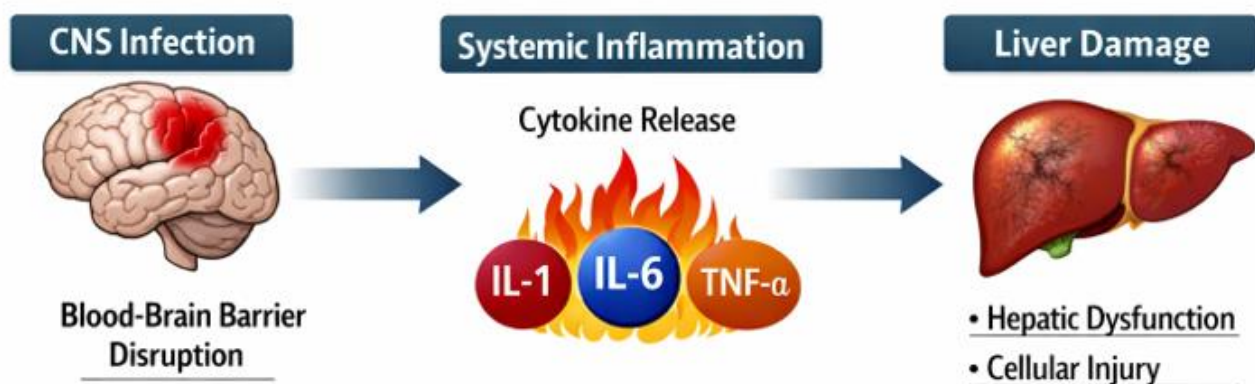 CNS Infection
Systemic Inflammation
Liver Damage
Cytokine Release
IL-1
IL-6
TNF-α
Blood-Brain Barrier
Disruption
• Hepatic Dysfunction
• Cellular Injury